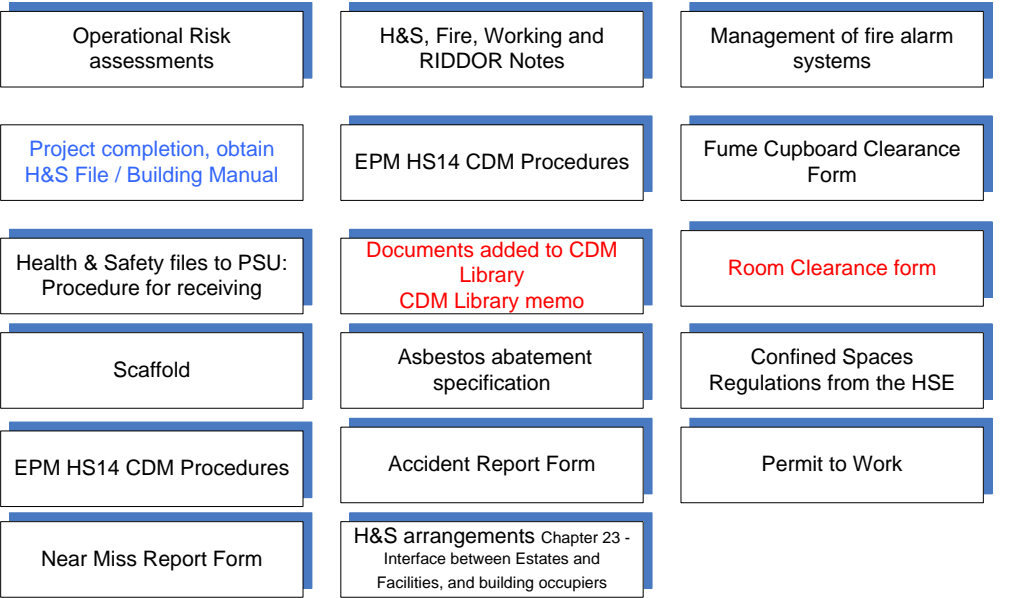 Operational Risk
assessments
H&S, Fire, Working and
RIDDOR Notes
Management of fire alarm
systems
Project completion, obtain
H&S File / Building Manual
EPM HS14 CDM Procedures
Fume Cupboard Clearance
Form
Health & Safety files to PSU:
Procedure for receiving
Documents added to CDM
Library
CDM Library memo
Room Clearance form
Scaffold
Asbestos abatement
specification
Confined Spaces
Regulations from the HSE
EPM HS14 CDM Procedures
Accident Report Form
Permit to Work
Near Miss Report Form
H&S arrangements Chapter 23 -
Interface between Estates and
Facilities, and building occupiers